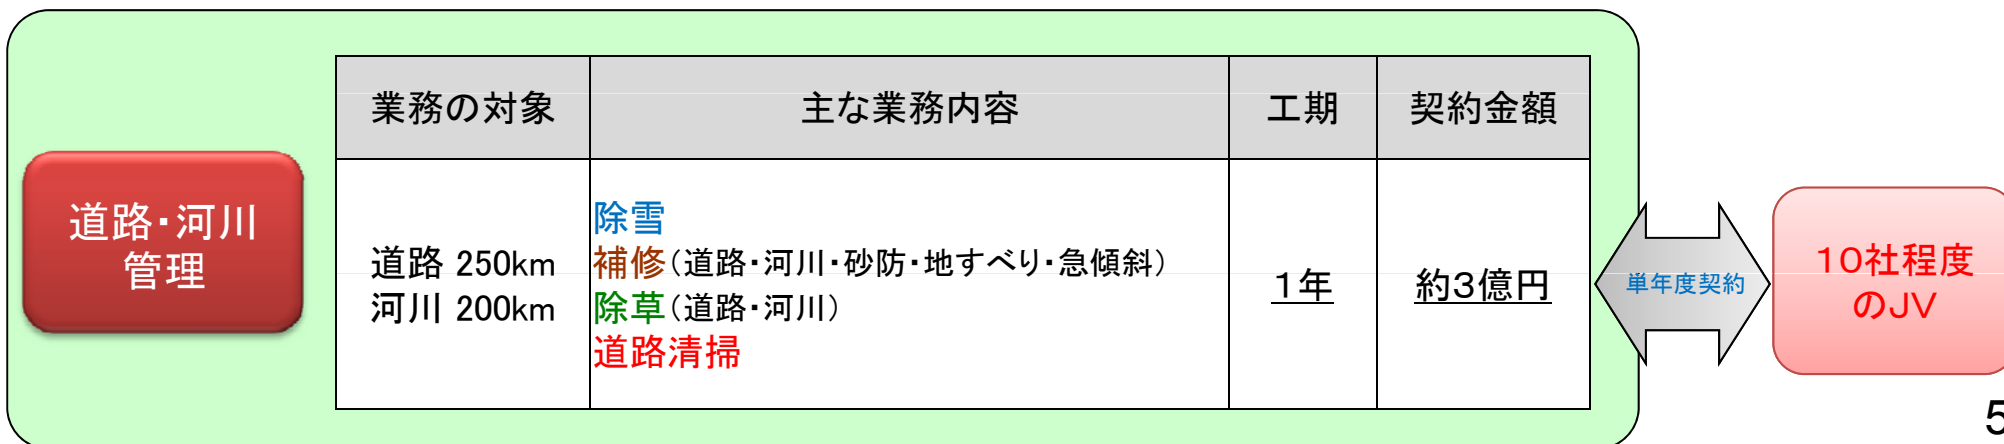 業務の対象 主な業務内容 工期 契約金額
道路・河川
管理
道路 250km
河川 200km
除雪
補修（道路・河川・砂防・地すべり・急傾斜）
除草（道路・河川）
道路清掃
１年
約３億円
単年度契約
１０社程度
のＪＶ
5